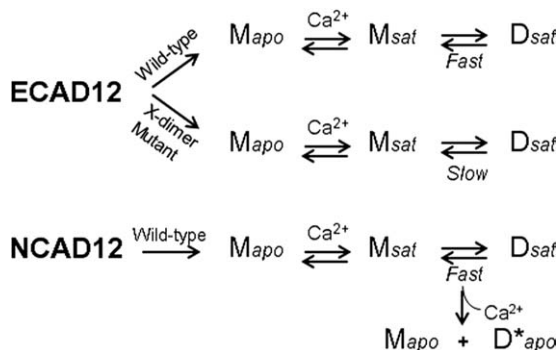 Wild-type Mapo Ca²⁺ Msat Dsat
Fast
ECAD12
X-dimer
Mutant Mapo Ca²⁺ Msat Dsat
Slow
NCAD12 Wild-type Mapo Ca²⁺ Msat Dsat
Fast
Ca²⁺
Mapo + D*apo